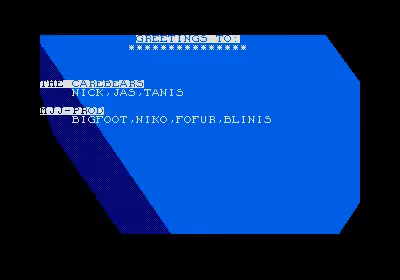 GREETINGS TO:
***************
THE CAREBEARS
NICK,JAS,TANIS
MJJ-PROD
BIGFOOT,NIKO,FOFUR,BLINIS